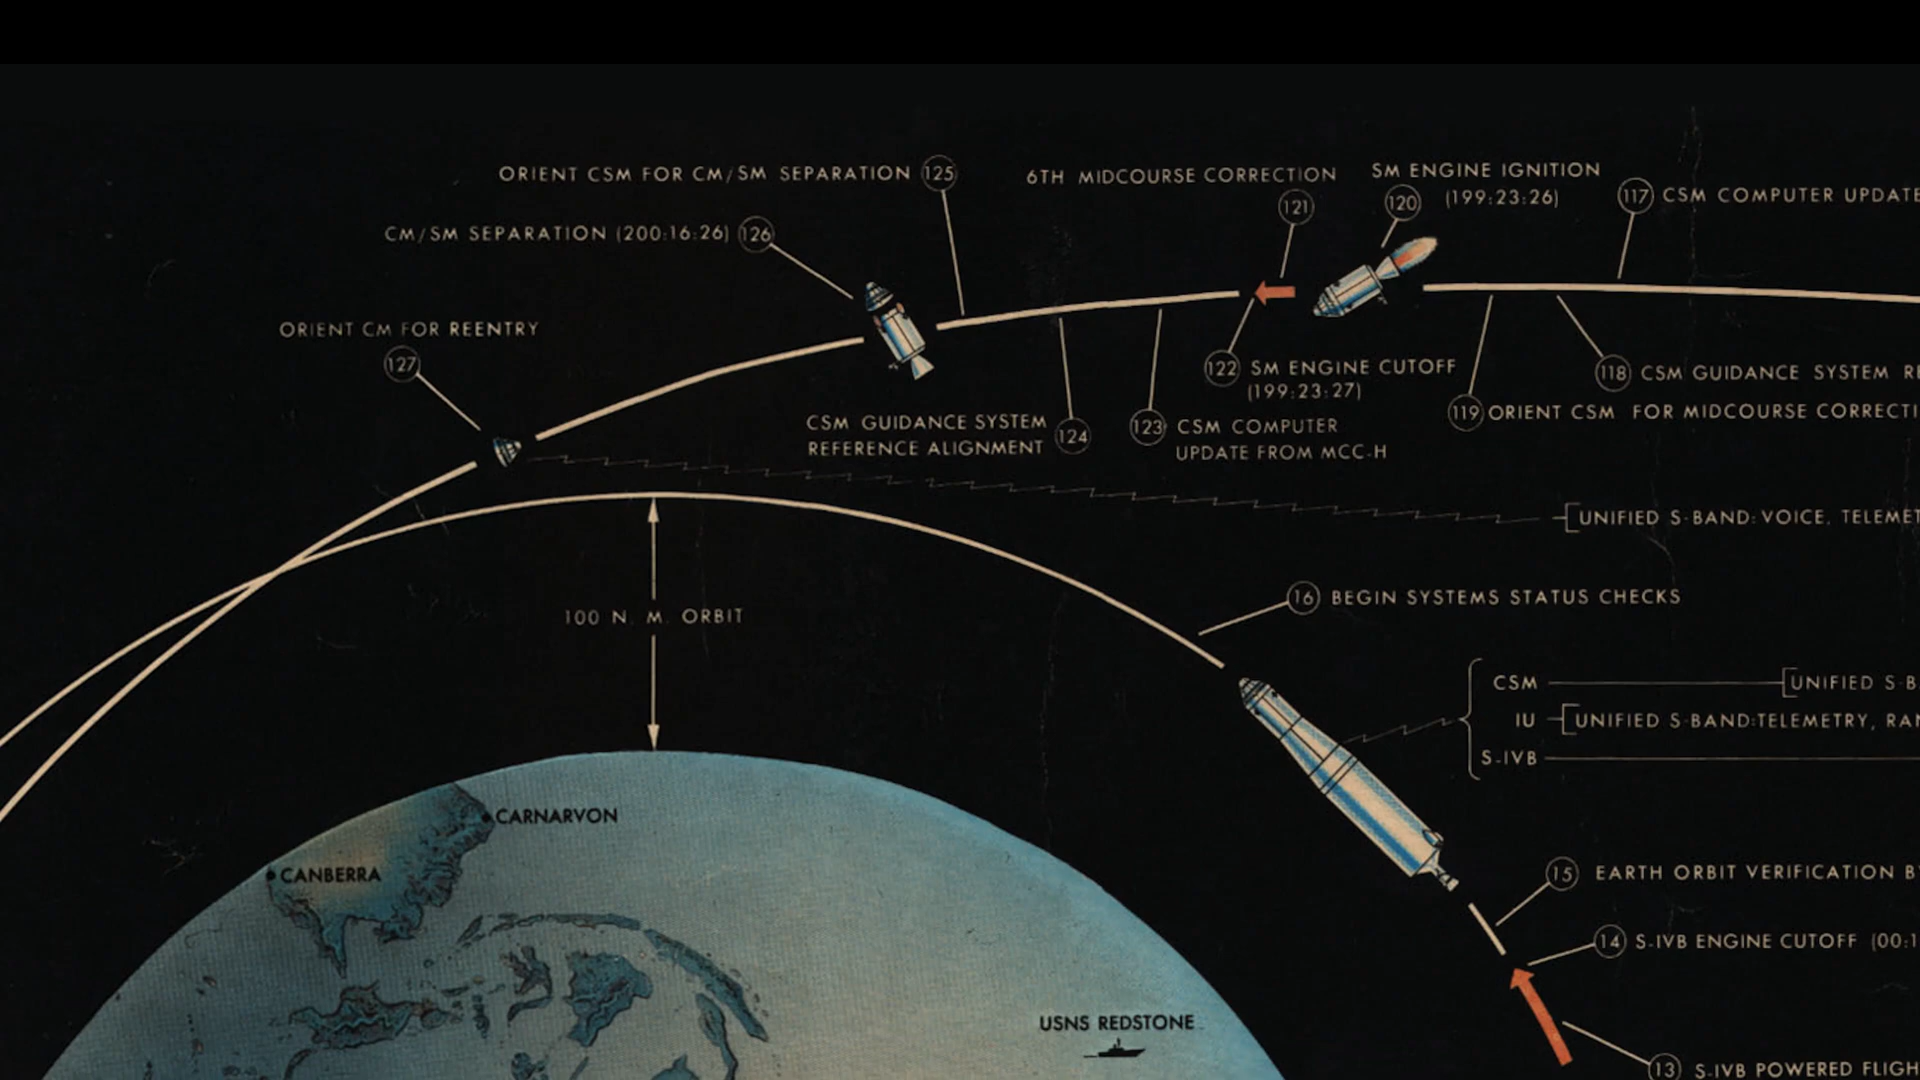 ORIENT CSM FOR CM/SM SEPARATION 125
CM/SM SEPARATION (200:16:26) 126
ORIENT CM FOR REENTRY
127
6TH MIDCOURSE CORRECTION
121
SM ENGINE IGNITION
120 (199:23:26)
117 CSM COMPUTER UPDATE
122 SM ENGINE CUTOFF
(199:23:27)
118 CSM GUIDANCE SYSTEM
119 ORIENT CSM FOR MIDCOURSE
CSM GUIDANCE SYSTEM
REFERENCE ALIGNMENT 124
123 CSM COMPUTER
UPDATE FROM MCC-H
UNIFIED S-BAND: VOICE,
100 N. M. ORBIT
16 BEGIN SYSTEMS STATUS CHECKS
CSM UNIFIED
IU UNIFIED S-BAND:TELEMETRY,
S-IVB
CARNARVON
CANBERRA
15 EARTH ORBIT VERIFICATION
14 S-IVB ENGINE CUTOFF
USNS REDSTONE
13 S-IVB POWERED